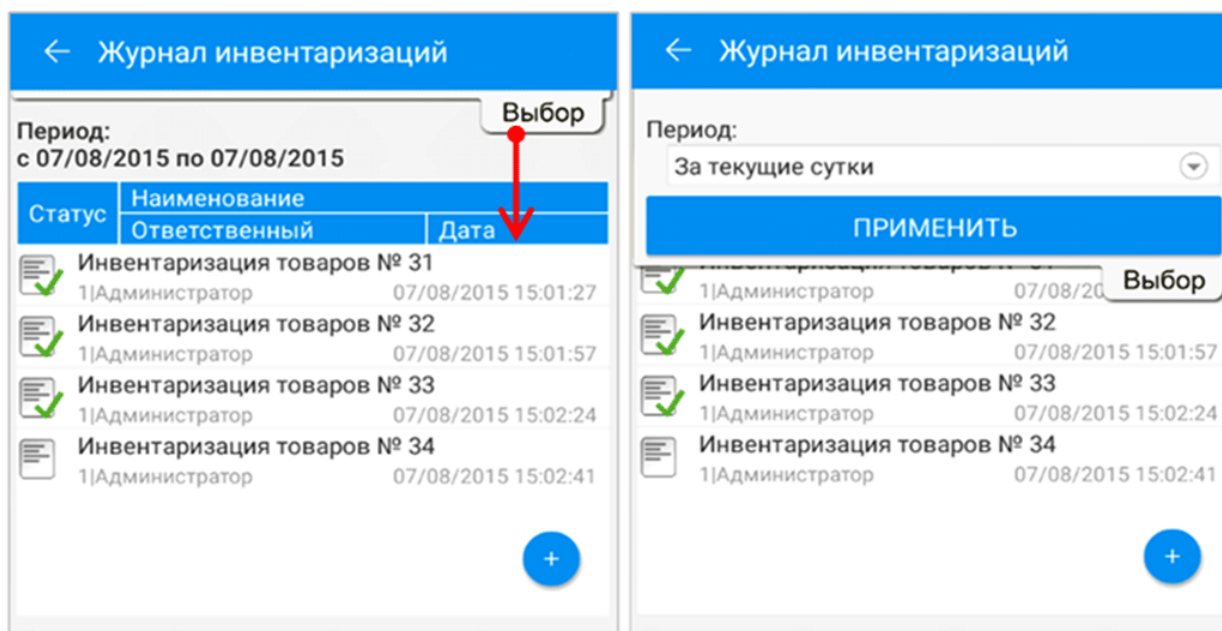 Журнал инвентаризаций
Выбор
Период:
с 07/08/2015 по 07/08/2015
Статус
Наименование
Ответственный
Дата
Инвентаризация товаров № 31
1|Администратор 07/08/2015 15:01:27
Инвентаризация товаров № 32
1|Администратор 07/08/2015 15:01:57
Инвентаризация товаров № 33
1|Администратор 07/08/2015 15:02:24
Инвентаризация товаров № 34
1|Администратор 07/08/2015 15:02:41
+
Журнал инвентаризаций
Период:
За текущие сутки
ПРИМЕНИТЬ
Выбор
1|Администратор 07/08/20
Инвентаризация товаров № 32
1|Администратор 07/08/2015 15:01:57
Инвентаризация товаров № 33
1|Администратор 07/08/2015 15:02:24
Инвентаризация товаров № 34
1|Администратор 07/08/2015 15:02:41
+